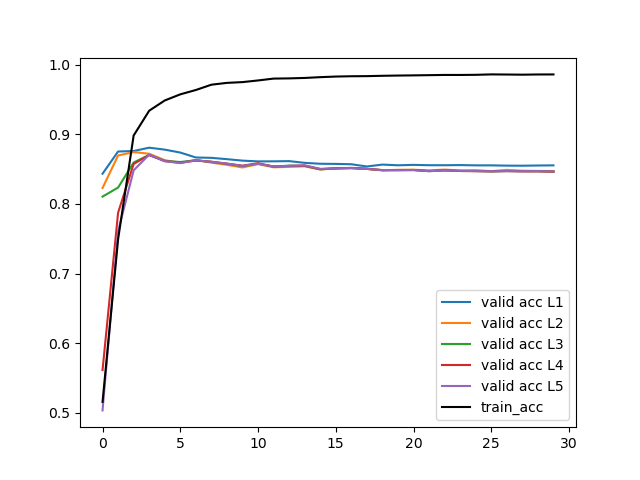 1.0
0.9
0.8
0.7
0.6
0.5
0
5
10
15
20
25
30
valid acc L1
valid acc L2
valid acc L3
valid acc L4
valid acc L5
train_acc